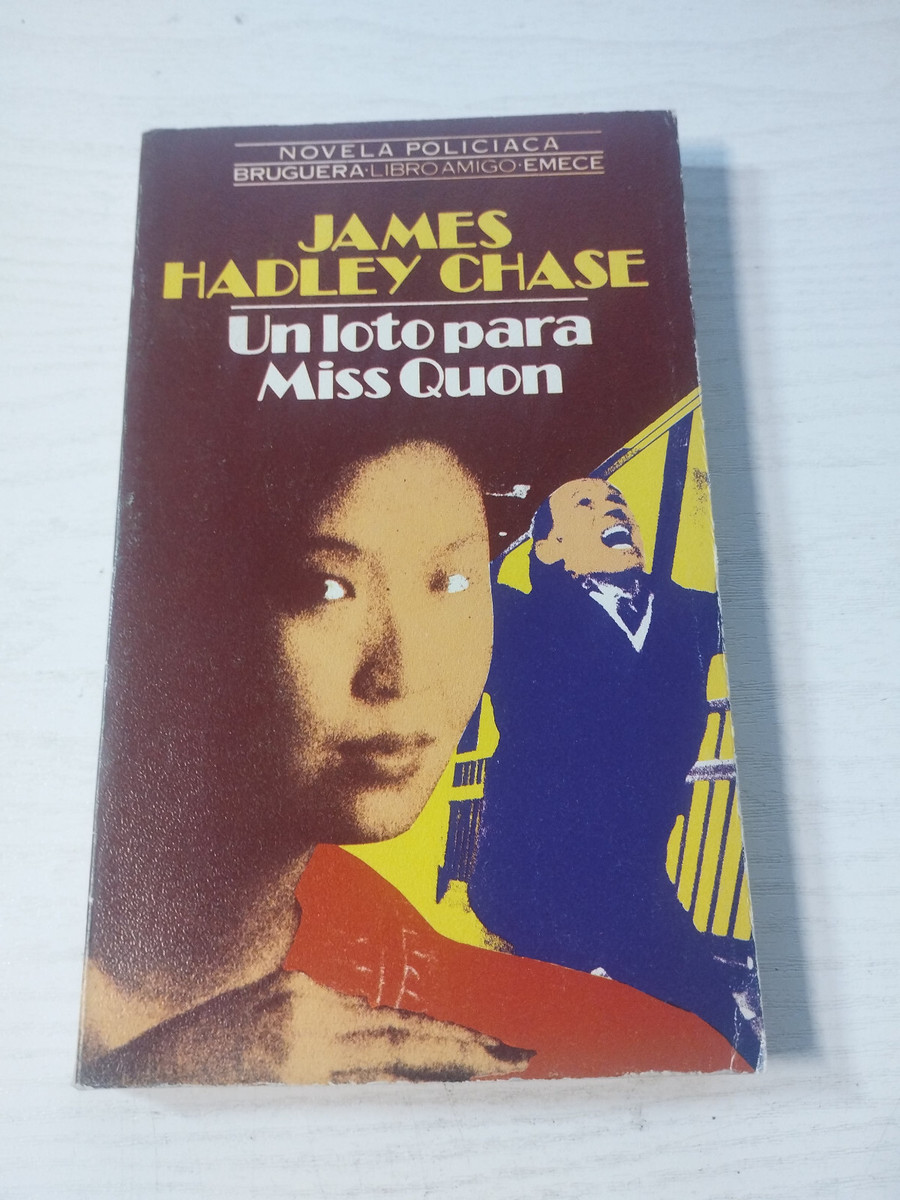 NOVELA POLICIACA
BRUGUERA·LIBRO AMIGO·EMECE
JAMES
HADLEY CHASE
Un loto para
Miss Quon